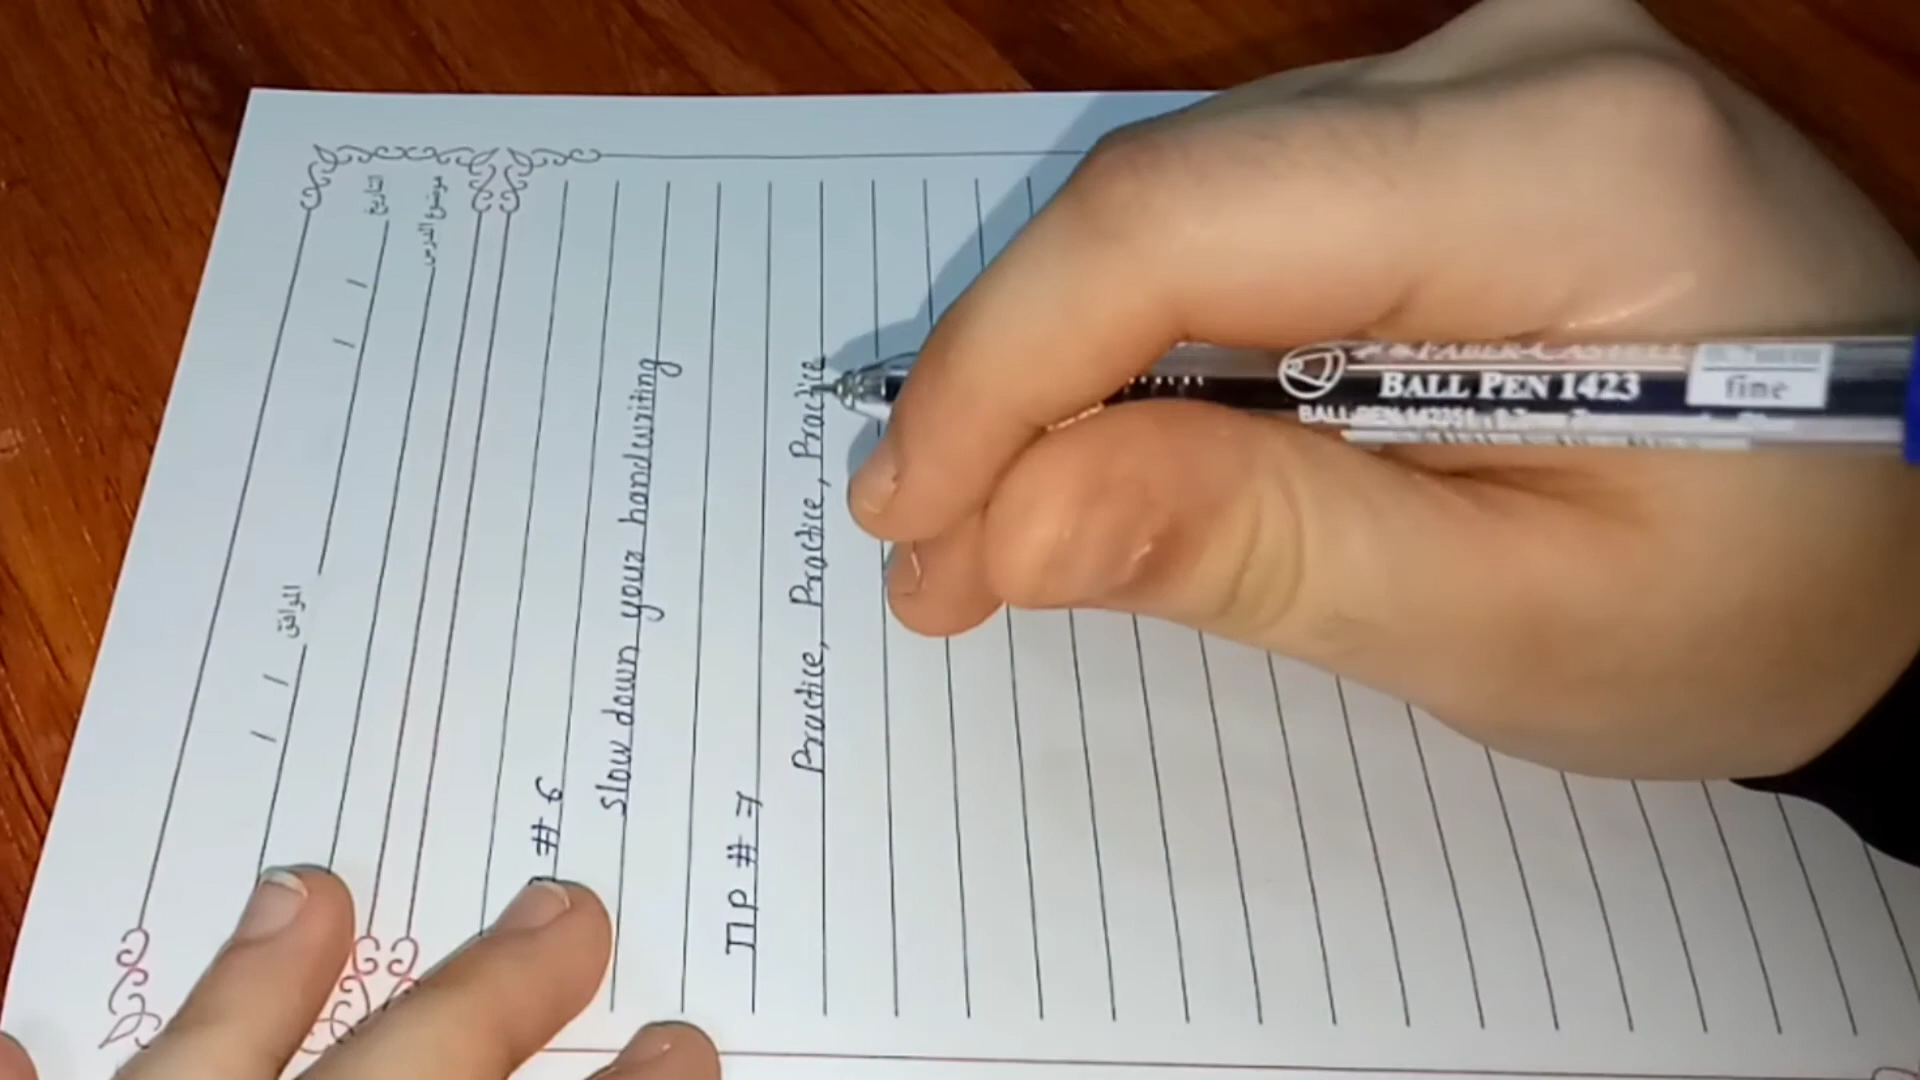 التاريخ / /
الموافق / /
موضوع الدرس
# 6
slow down your handwriting
TIP # 7
Practice, Practice, Practice, Practice
FABER-CASTELL
BALL PEN 1423
fine